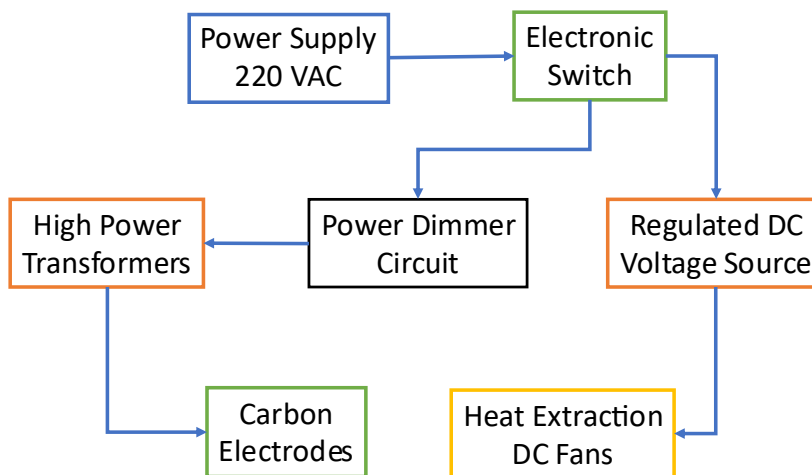 Power Supply
220 VAC
Electronic
Switch
High Power
Transformers
Power Dimmer
Circuit
Regulated DC
Voltage Source
Carbon
Electrodes
Heat Extraction
DC Fans